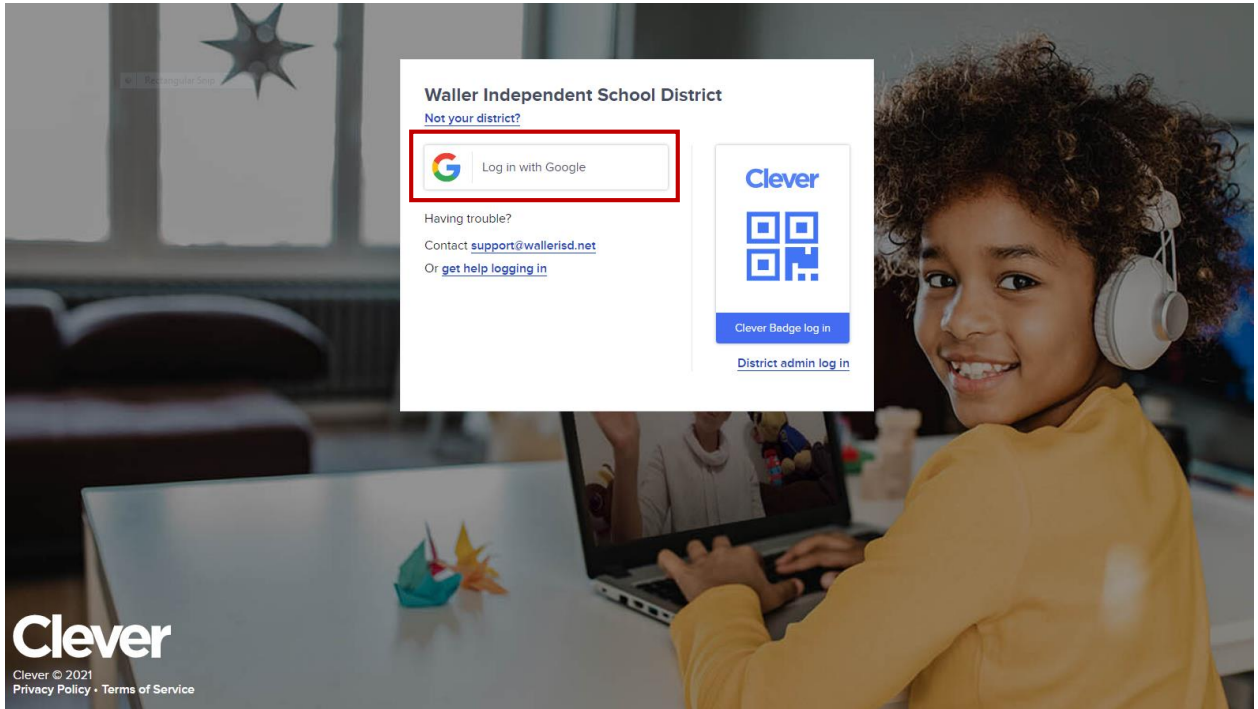 Rectangular Snip
Waller Independent School District
Not your district?
Log in with Google
Having trouble?
Contact support@wallerisd.net
Or get help logging in
Clever
Clever Badge log in
District admin log in
Clever
Clever © 2021
Privacy Policy • Terms of Service